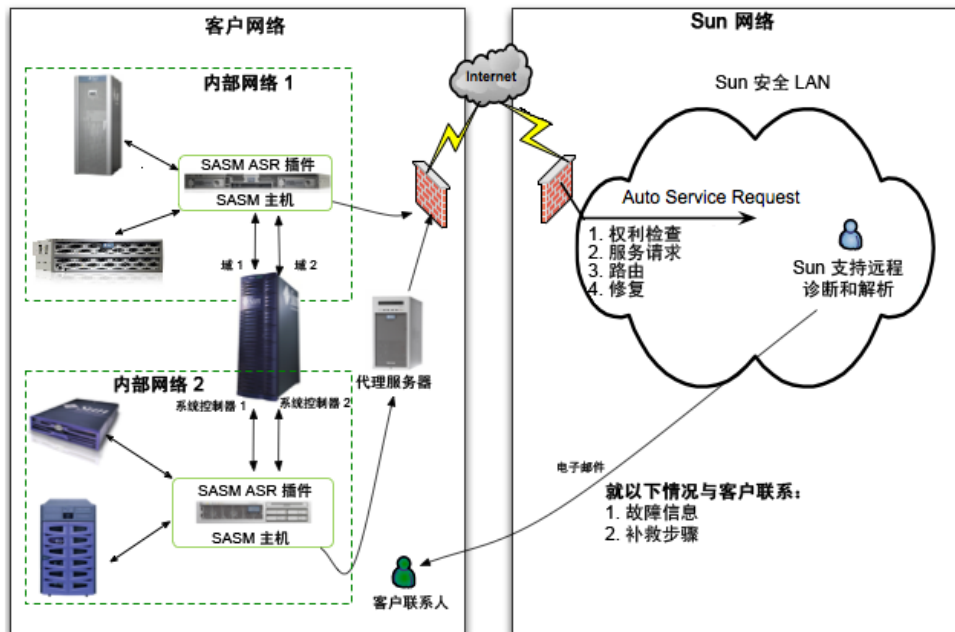 客户网络
内部网络 1
SASM ASR 插件
SASM 主机
域 1
域 2
内部网络 2
系统控制器 1
系统控制器 2
SASM ASR 插件
SASM 主机
代理服务器
客户联系人
Internet
Sun 网络
Sun 安全 LAN
Auto Service Request
1. 权利检查
2. 服务请求
3. 路由
4. 修复
Sun 支持远程
诊断和解析
电子邮件
就以下情况与客户联系:
1. 故障信息
2. 补救步骤